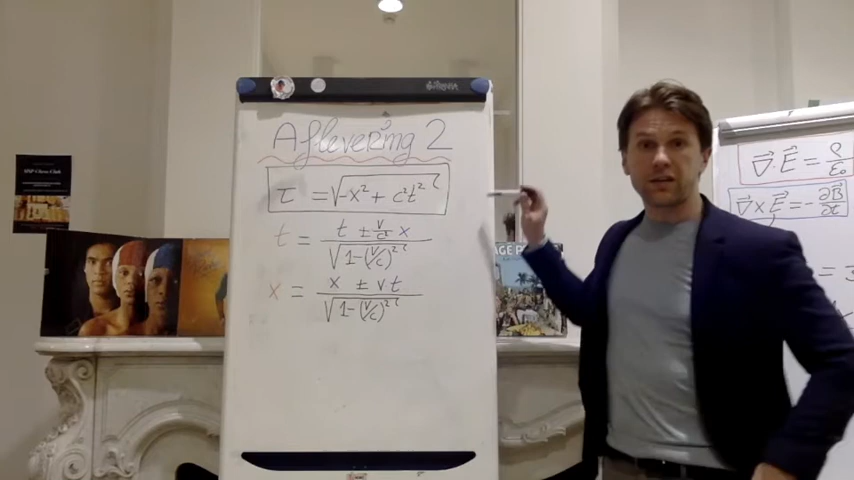 Aflevering 2
τ = √-x² + c²t²
t = t ± v/c² x / √1-(v/c)²
x = x ± vt / √1-(v/c)²
∇ E = ρ/ε₀
∇ x E = - ∂B/∂t